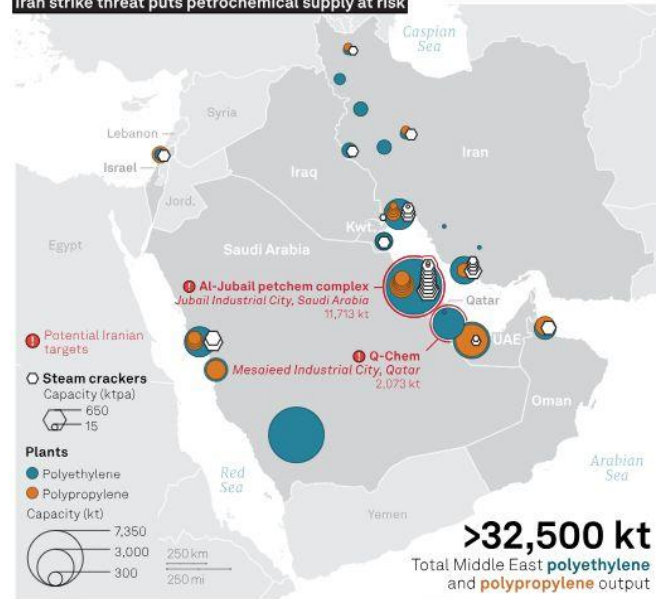 Iran strike threat puts petrochemical supply at risk
Caspian
Sea
Syria
Lebanon
Israel
Iraq
Iran
Jord.
Kwt.
Egypt
Saudi Arabia
Al-Jubail petchem complex
Jubail Industrial City, Saudi Arabia
11,713 kt
Qatar
UAE
Q-Chem
Mesaieed Industrial City, Qatar
2,073 kt
Oman
Potential Iranian
targets
Steam crackers
Capacity (ktpa)
650
15
Plants
Polyethylene
Polypropylene
Capacity (kt)
7,350
3,000
300
250 km
250 mi
Red
Sea
Yemen
Arabian
Sea
>32,500 kt
Total Middle East polyethylene
and polypropylene output